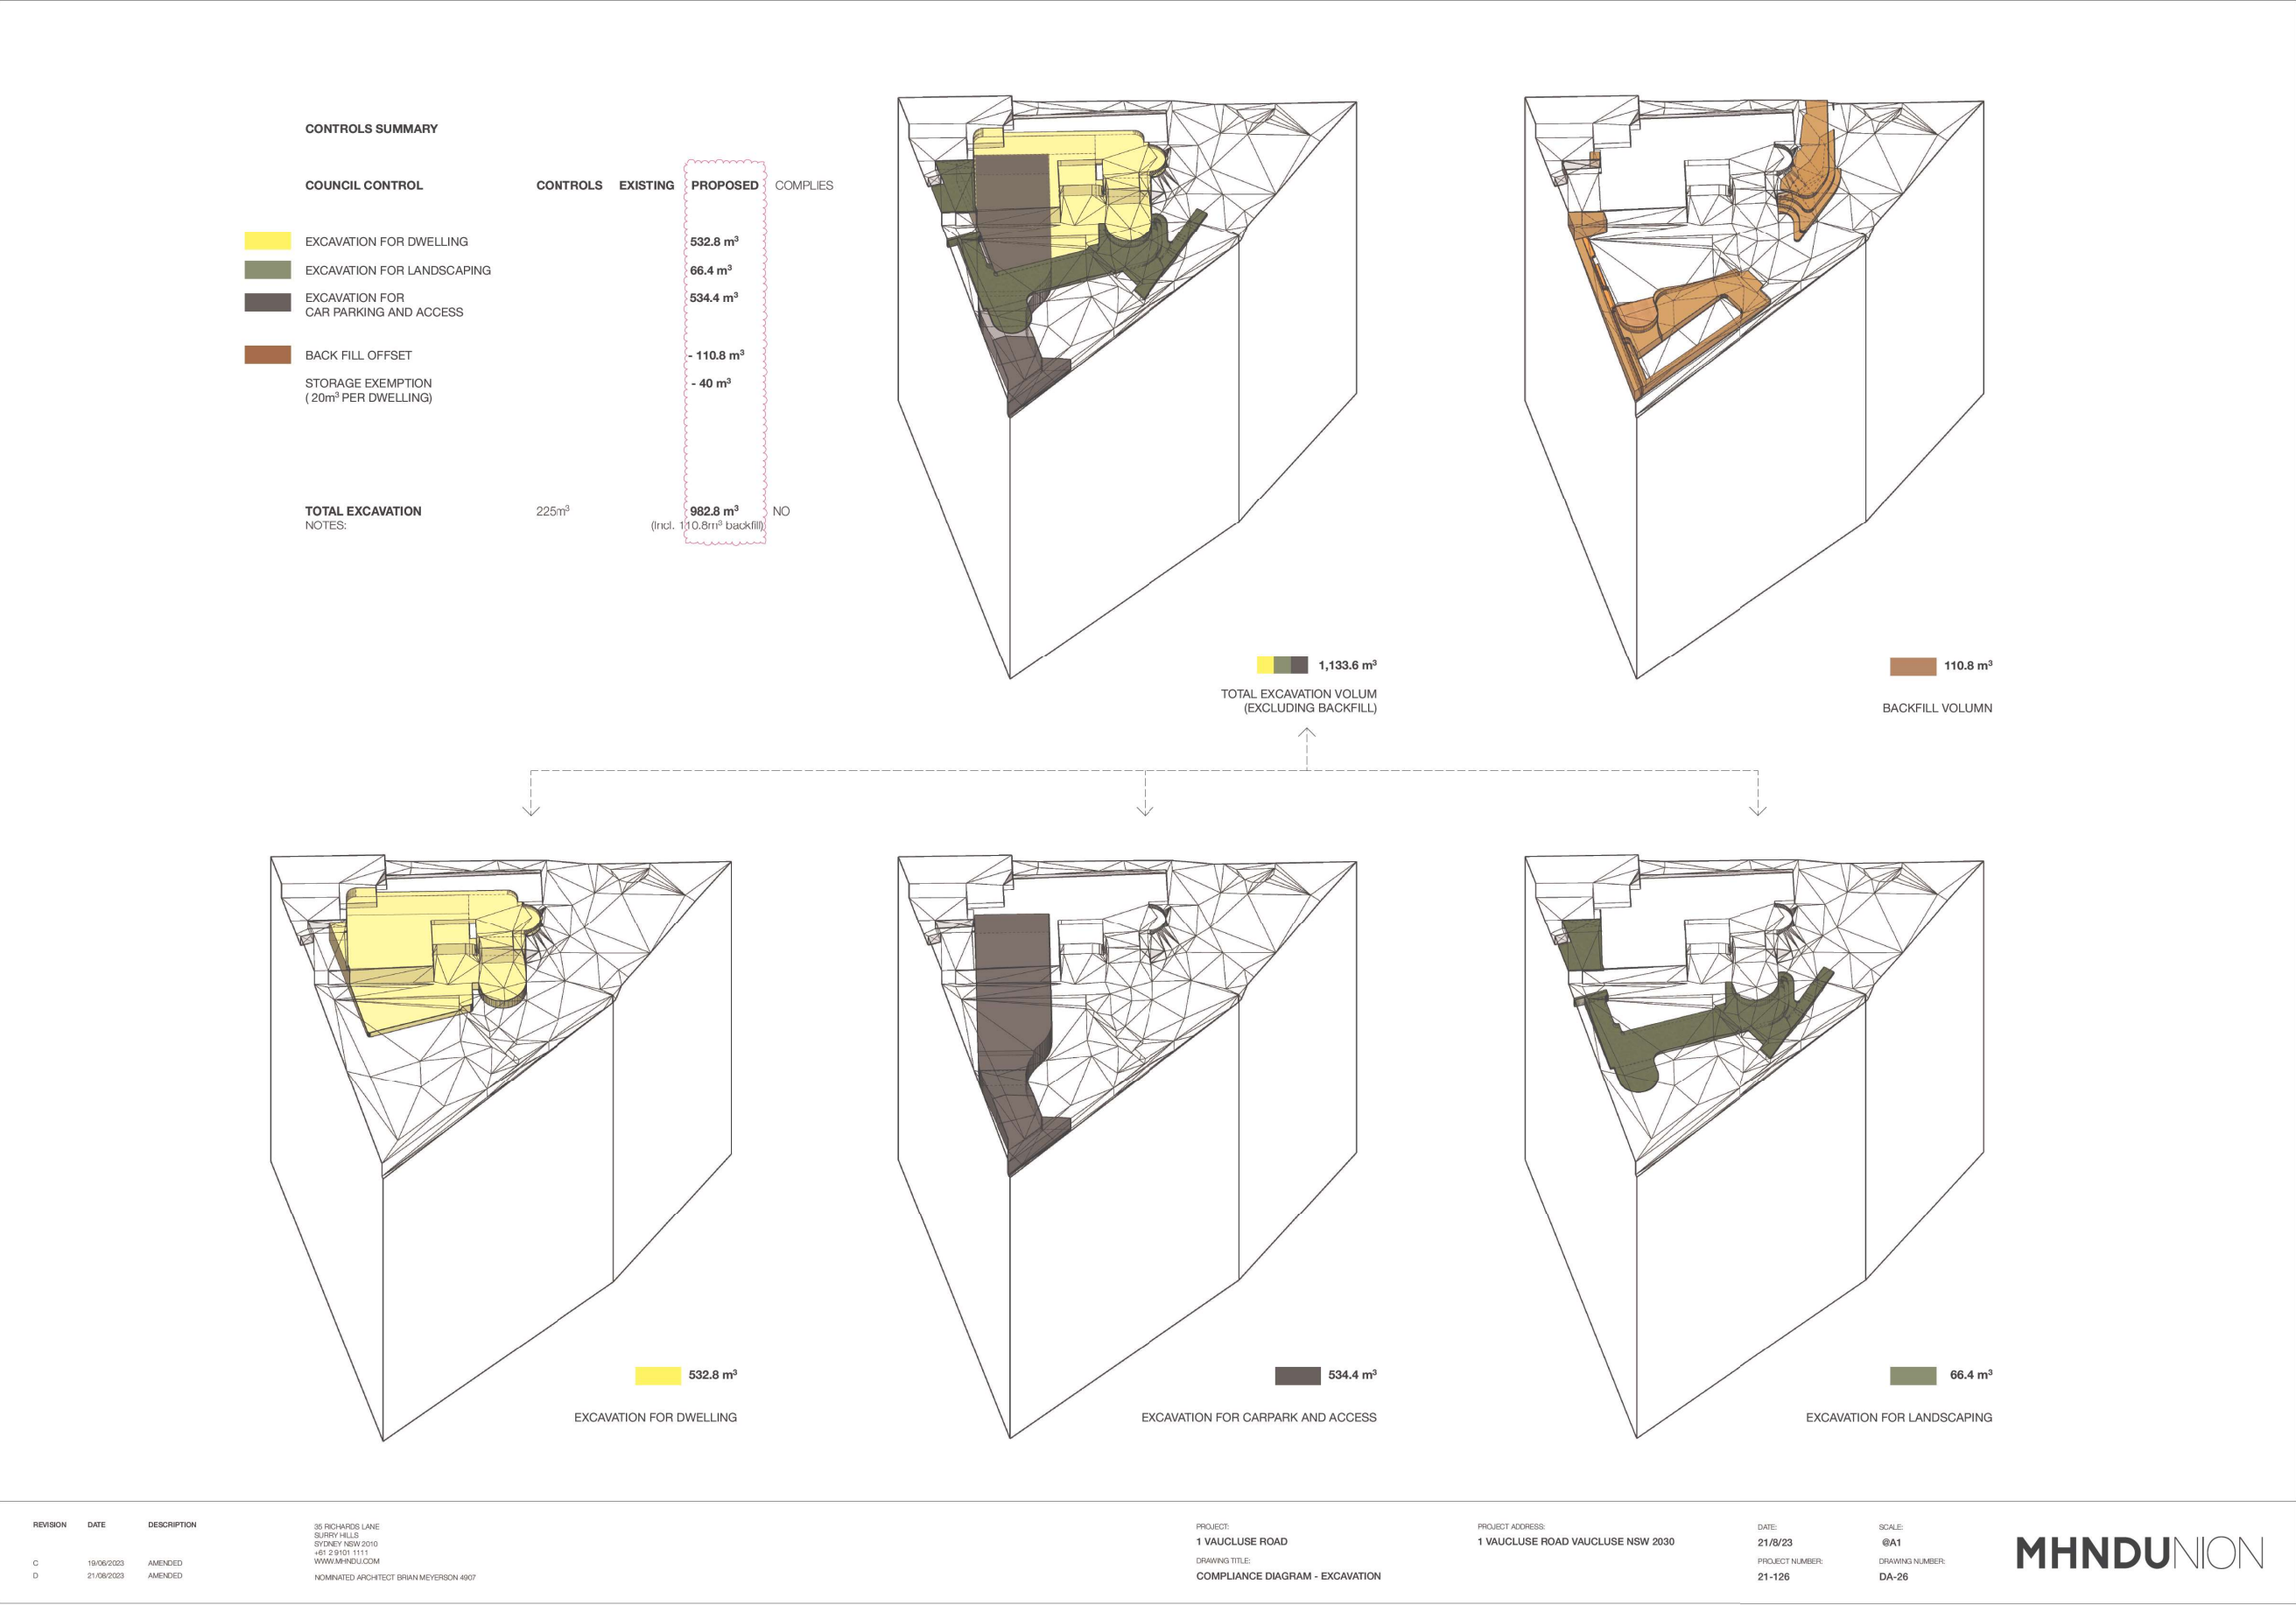 CONTROLS SUMMARY
COUNCIL CONTROL CONTROLS EXISTING PROPOSED COMPLIES
EXCAVATION FOR DWELLING 532.8 m³
EXCAVATION FOR LANDSCAPING 66.4 m³
EXCAVATION FOR 534.4 m³
CAR PARKING AND ACCESS
BACK FILL OFFSET - 110.8 m³
STORAGE EXEMPTION - 40 m³
( 20m³ PER DWELLING)
TOTAL EXCAVATION 225m³ 982.8 m³ NO
NOTES: (Incl. 110.8m³ backfill)
1,133.6 m³
TOTAL EXCAVATION VOLUM
(EXCLUDING BACKFILL)
110.8 m³
BACKFILL VOLUMN
532.8 m³
EXCAVATION FOR DWELLING
534.4 m³
EXCAVATION FOR CARPARK AND ACCESS
66.4 m³
EXCAVATION FOR LANDSCAPING
REVISION DATE DESCRIPTION
C 19/06/2023 AMENDED
D 21/08/2023 AMENDED
35 RICHARDS LANE
SURRY HILLS
SYDNEY NSW 2010
+61 2 9101 1111
WWW.MHNDU.COM
NOMINATED ARCHITECT BRIAN MEYERSON 4907
PROJECT:
1 VAUCLUSE ROAD
DRAWING TITLE:
COMPLIANCE DIAGRAM - EXCAVATION
PROJECT ADDRESS:
1 VAUCLUSE ROAD VAUCLUSE NSW 2030
DATE:
21/8/23
PROJECT NUMBER:
21-126
SCALE:
@A1
DRAWING NUMBER:
DA-26
MHNDUNION